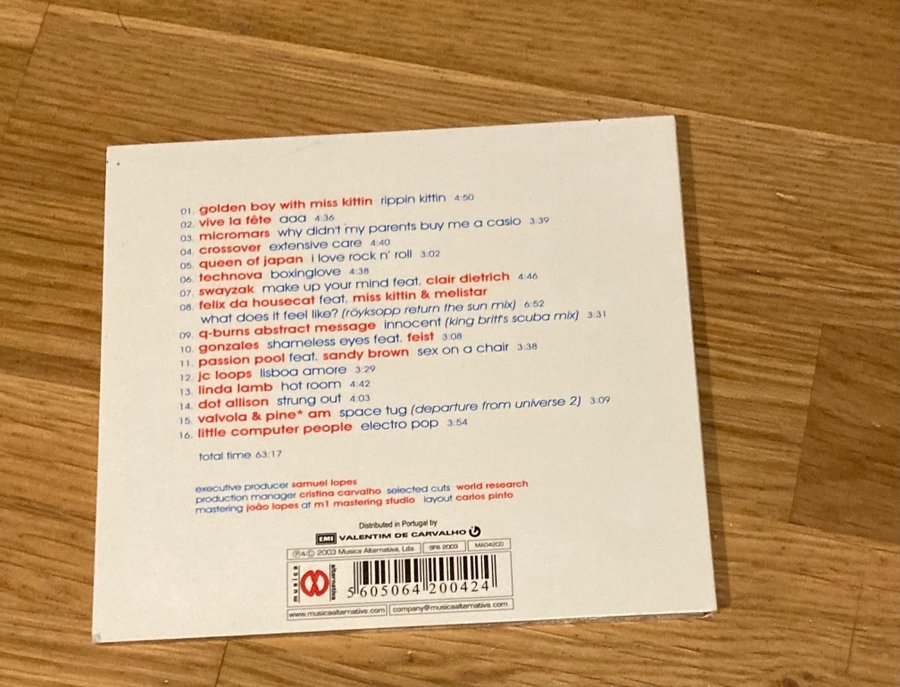 01. golden boy with miss kittin rippin kittin 4:50
02. vive la fête aaa 4:36
03. micromars why didn't my parents buy me a casio 3:39
04. crossover extensive care 4:40
05. queen of japan i love rock n' roll 3:02
06. technova boxinglove 4:38
07. swayzak make up your mind feat. clair dietrich 4:46
08. felix da housecat feat. miss kittin & melistar
what does it feel like? (röyksopp return the sun mix) 6:52
09. q-burns abstract message innocent (king britt's scuba mix) 3:31
10. gonzales shameless eyes feat. feist 3:08
11. passion pool feat. sandy brown sex on a chair 3:38
12. jc loops lisboa amore 3:29
13. linda lamb hot room 4:42
14. dot allison strung out 4:03
15. valvola & pine* am space tug (departure from universe 2) 3:09
16. little computer people electro pop 3:54
total time 63:17
executive producer samuel lopes
production manager cristina carvalho selected cuts world research
mastering joão lopes at m1 mastering studio layout carlos pinto
Distributed in Portugal by
EMI VALENTIM DE CARVALHO
℗&© 2003 Musica Alternativa, Lda. SPA 2003 MA042CD
musica alternativa
5 605064 200424
www.musicaalternativa.com company@musicaalternativa.com